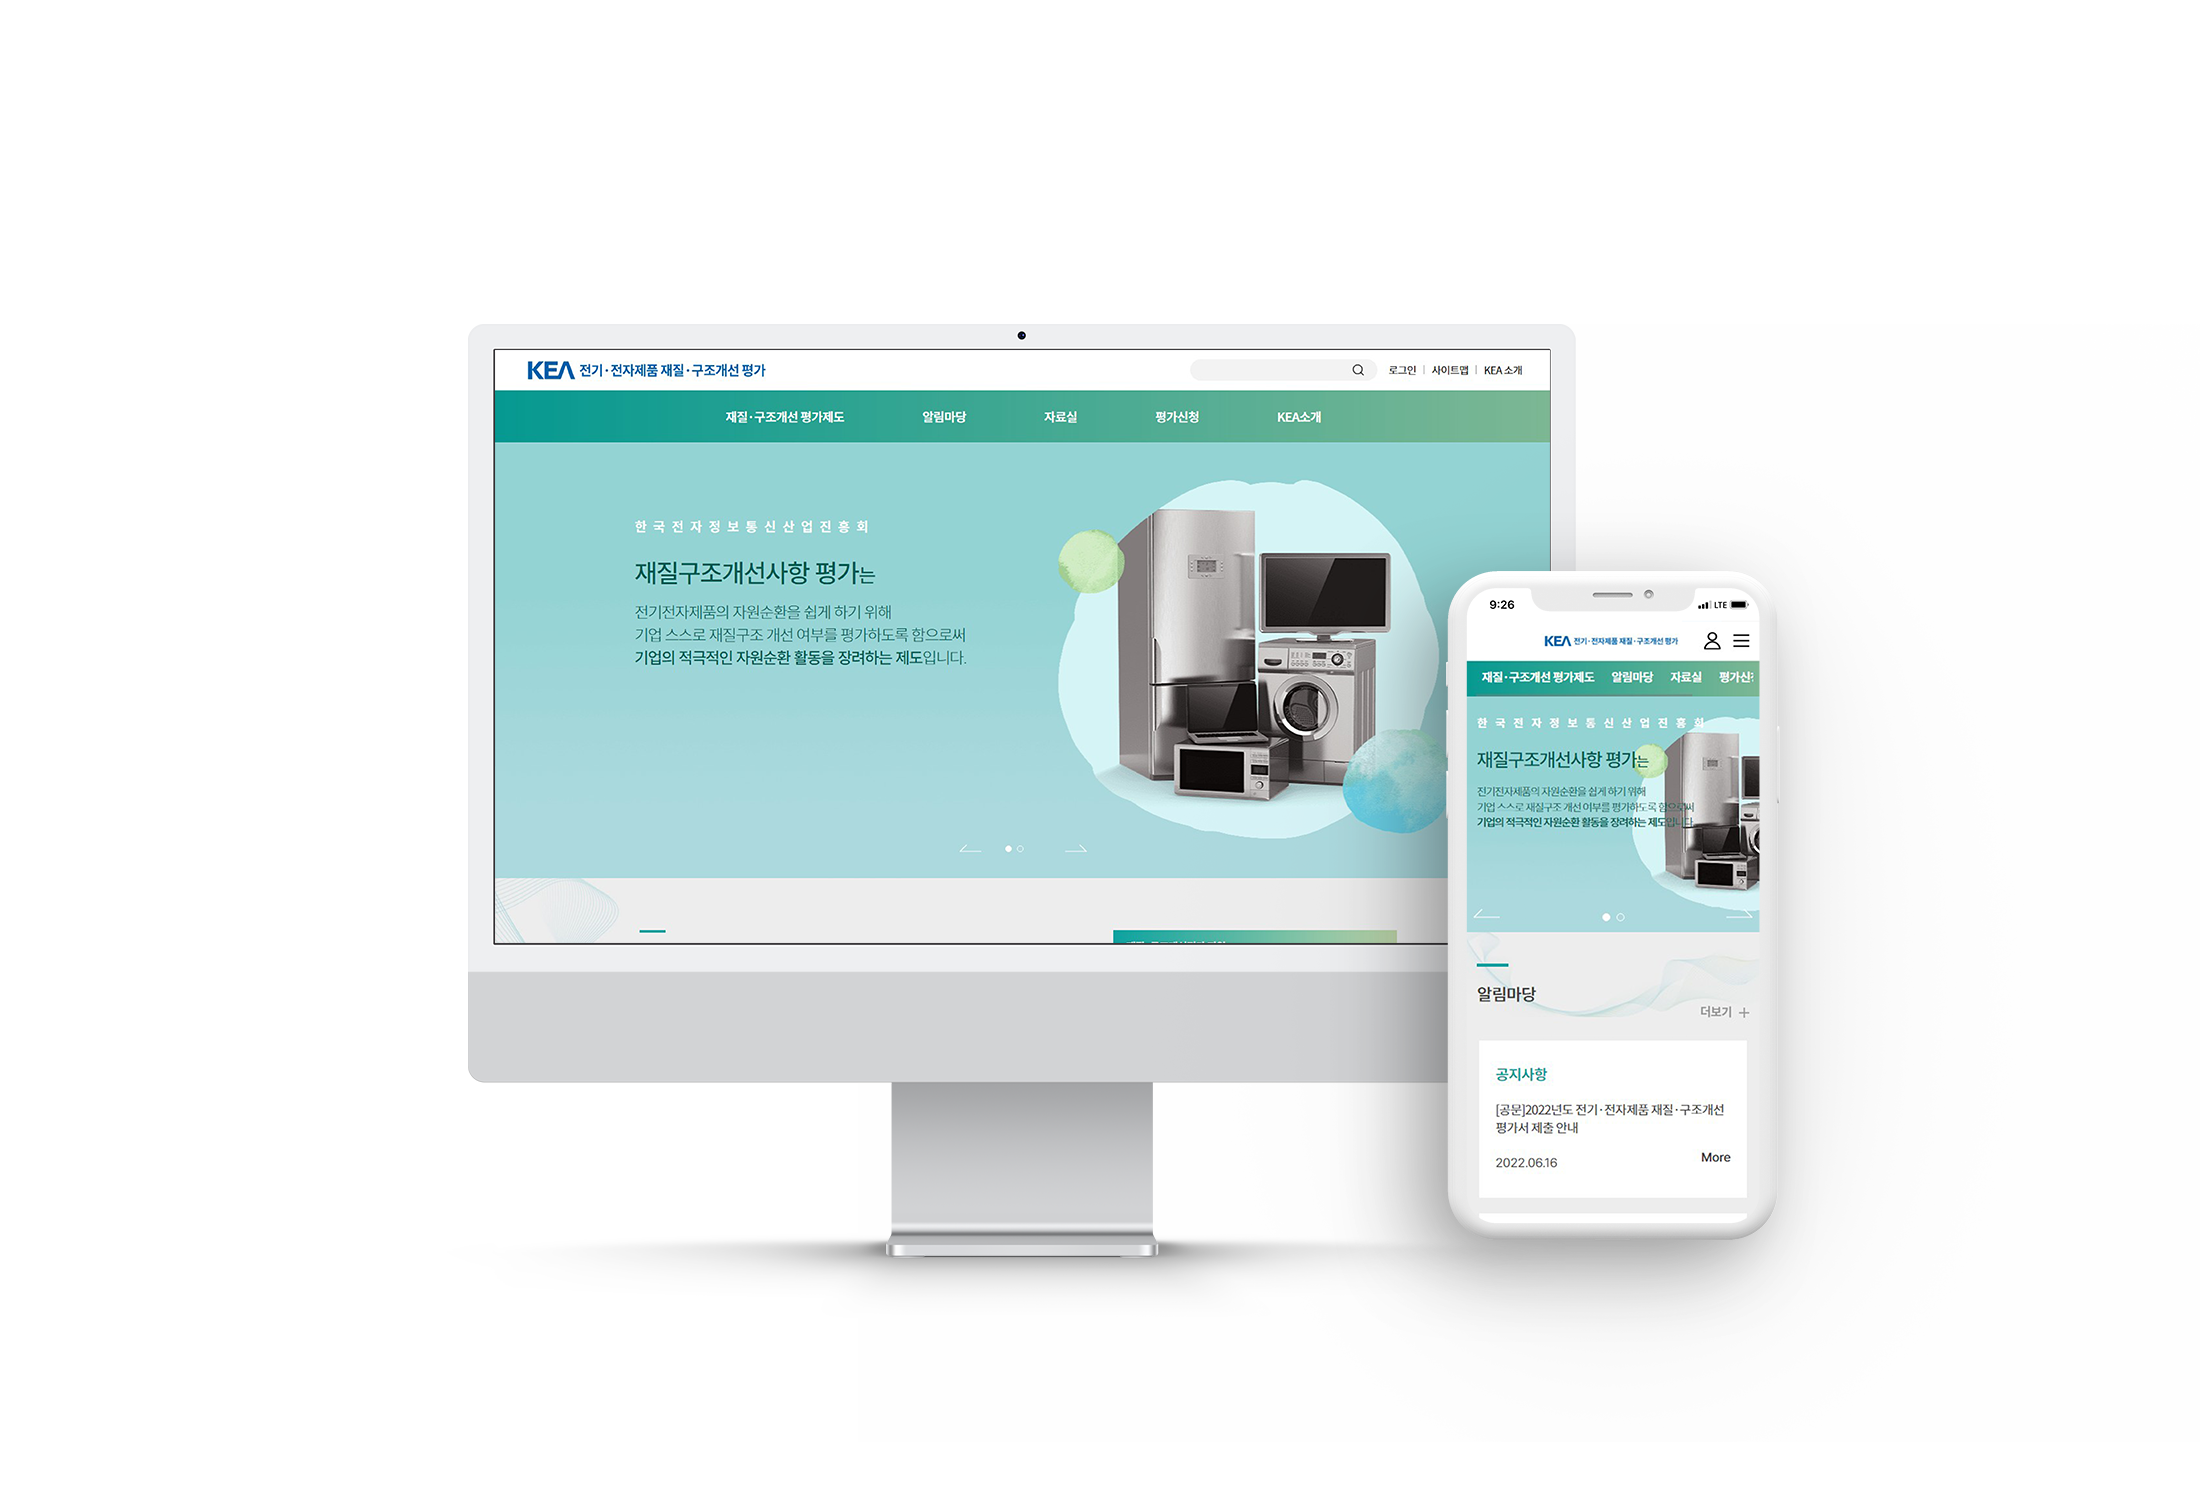 KEA 전기·전자제품 재질·구조개선 평가
로그인 | 사이트맵 | KEA 소개
재질·구조개선 평가제도 알림마당 자료실 평가신청 KEA소개
한국전자정보통신산업진흥회
재질구조개선사항 평가는
전기전자제품의 자원순환을 쉽게 하기 위해
기업 스스로 재질구조 개선 여부를 평가하도록 함으로써
기업의 적극적인 자원순환 활동을 장려하는 제도입니다.
9:26 LTE
KEA 전기·전자제품 재질·구조개선 평가
재질·구조개선 평가제도 알림마당 자료실
한국전자정보통신산업진흥회
재질구조개선사항 평가는
전기전자제품의 자원순환을 쉽게 하기 위해
기업 스스로 재질구조 개선 여부를 평가하도록 함으로써
기업의 적극적인 자원순환 활동을 장려하는 제도입니다.
알림마당
더보기 +
공지사항
[공문]2022년도 전기·전자제품 재질·구조개선
평가서 제출 안내
2022.06.16 More